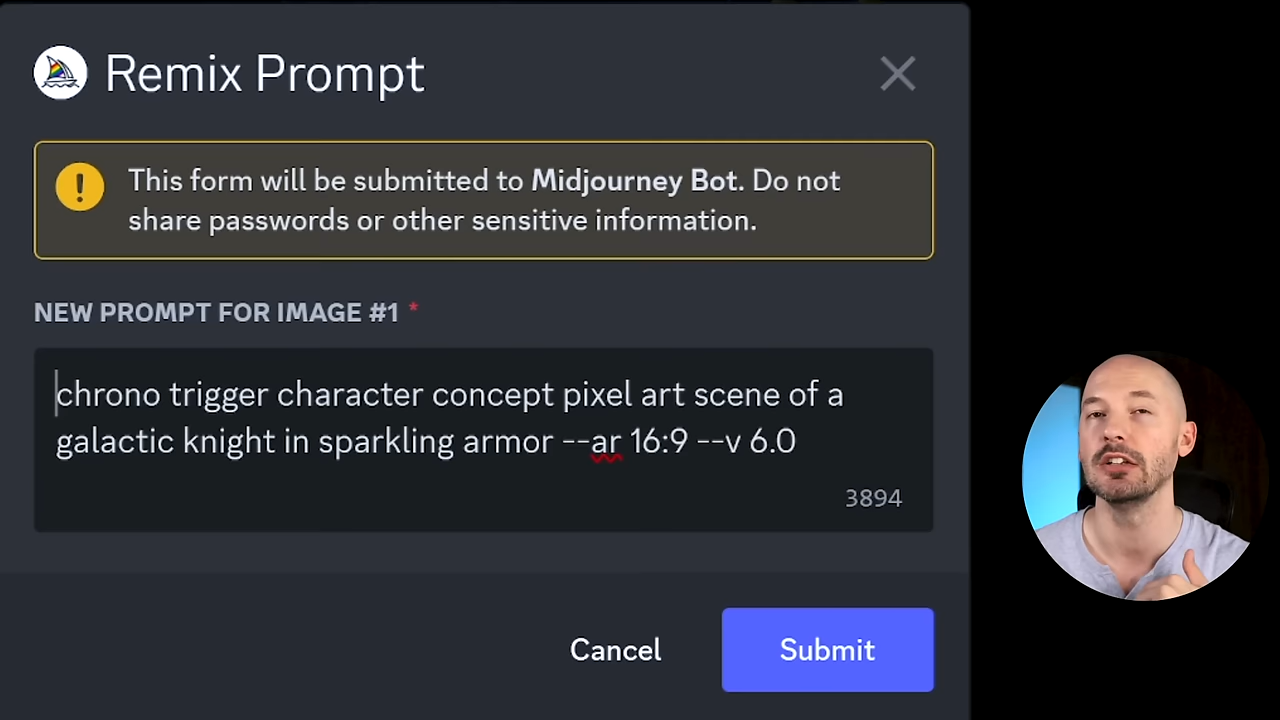 Remix Prompt
This form will be submitted to Midjourney Bot. Do not
share passwords or other sensitive information.
NEW PROMPT FOR IMAGE #1 *
chrono trigger character concept pixel art scene of a
galactic knight in sparkling armor --ar 16:9 --v 6.0
3894
Cancel
Submit